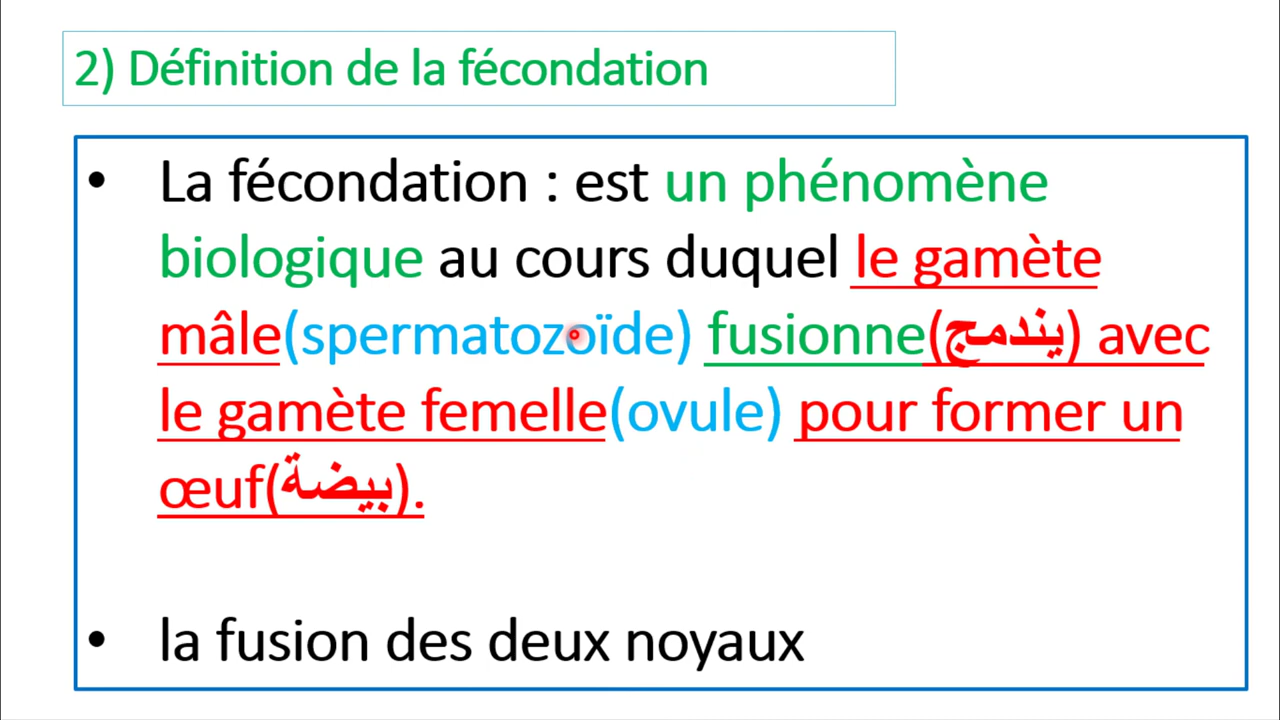 2) Définition de la fécondation
• La fécondation : est un phénomène
biologique au cours duquel le gamète
mâle(spermatozoïde) fusionne(يندمج) avec
le gamète femelle(ovule) pour former un
œuf(بيضة).
• la fusion des deux noyaux